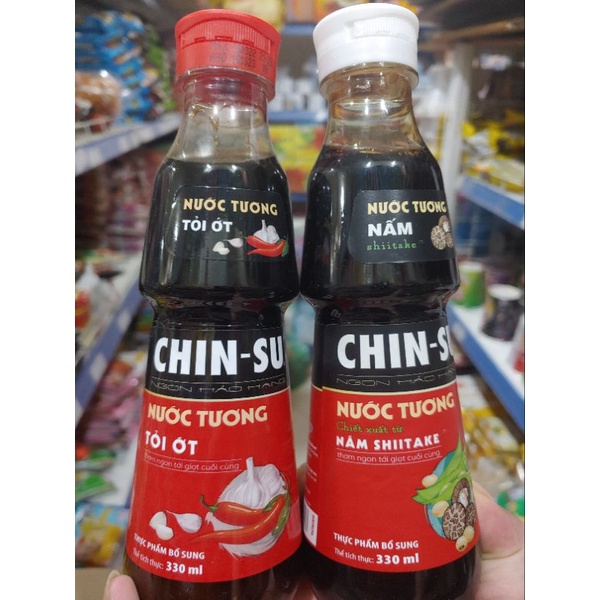 NƯỚC TƯƠNG
TỎI ỚT
CHIN-SU
NGON HẢO HẠNG
NƯỚC TƯƠNG
TỎI ỚT
thơm ngon tới giọt cuối cùng
THỰC PHẨM BỔ SUNG
Thể tích thực: 330 ml
NƯỚC TƯƠNG
NẤM
shiitake
CHIN-SU
NGON HẢO HẠNG
NƯỚC TƯƠNG
Chiết xuất từ
NẤM SHIITAKE
thơm ngon tới giọt cuối cùng
THỰC PHẨM BỔ SUNG
Thể tích thực: 330 ml